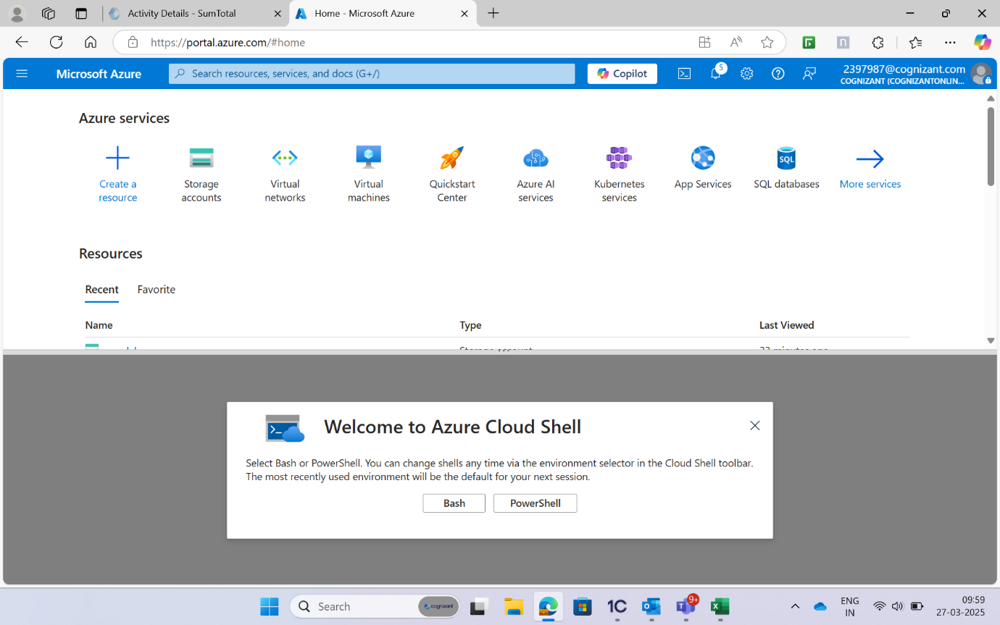 Activity Details - SumTotal
Home - Microsoft Azure
https://portal.azure.com/#home
Microsoft Azure
Search resources, services, and docs (G+/)
Copilot
5
2397987@cognizant.com
COGNIZANT (COGNIZANTONLIN...
Azure services
Create a
resource
Storage
accounts
Virtual
networks
Virtual
machines
Quickstart
Center
Azure AI
services
Kubernetes
services
App Services
SQL
SQL databases
More services
Resources
Recent
Favorite
Name
Type
Last Viewed
Welcome to Azure Cloud Shell
Select Bash or PowerShell. You can change shells any time via the environment selector in the Cloud Shell toolbar.
The most recently used environment will be the default for your next session.
Bash
PowerShell
Search
cognizant
1C
9+
ENG
IN
09:59
27-03-2025